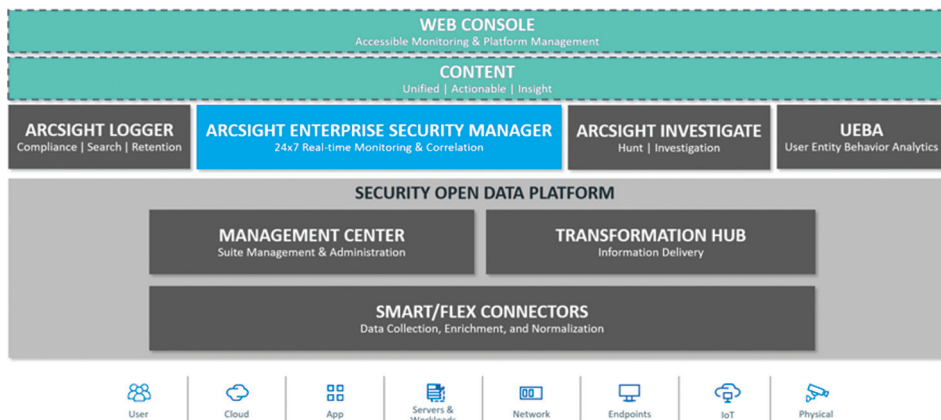 WEB CONSOLE
Accessible Monitoring & Platform Management
CONTENT
Unified | Actionable | Insight
ARCSIGHT LOGGER
Compliance | Search | Retention
ARCSIGHT ENTERPRISE SECURITY MANAGER
24x7 Real-time Monitoring & Correlation
ARCSIGHT INVESTIGATE
Hunt | Investigation
UEBA
User Entity Behavior Analytics
SECURITY OPEN DATA PLATFORM
MANAGEMENT CENTER
Suite Management & Administration
TRANSFORMATION HUB
Information Delivery
SMART/FLEX CONNECTORS
Data Collection, Enrichment, and Normalization
User
Cloud
App
Servers &
Workloads
Network
Endpoints
IoT
Physical